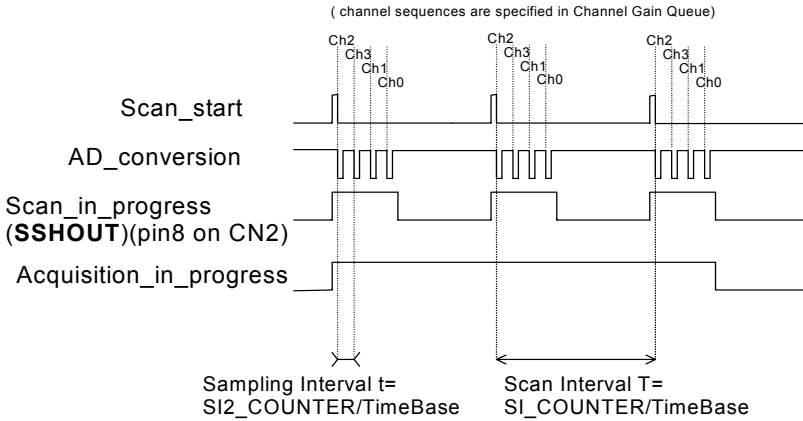 ( channel sequences are specified in Channel Gain Queue)
Ch2 Ch2 Ch2
Ch3 Ch3 Ch3
Ch1 Ch1 Ch1
Ch0 Ch0 Ch0
Scan_start
AD_conversion
Scan_in_progress
(SSHOUT)(pin8 on CN2)
Acquisition_in_progress
Sampling Interval t=
SI2_COUNTER/TimeBase
Scan Interval T=
SI_COUNTER/TimeBase